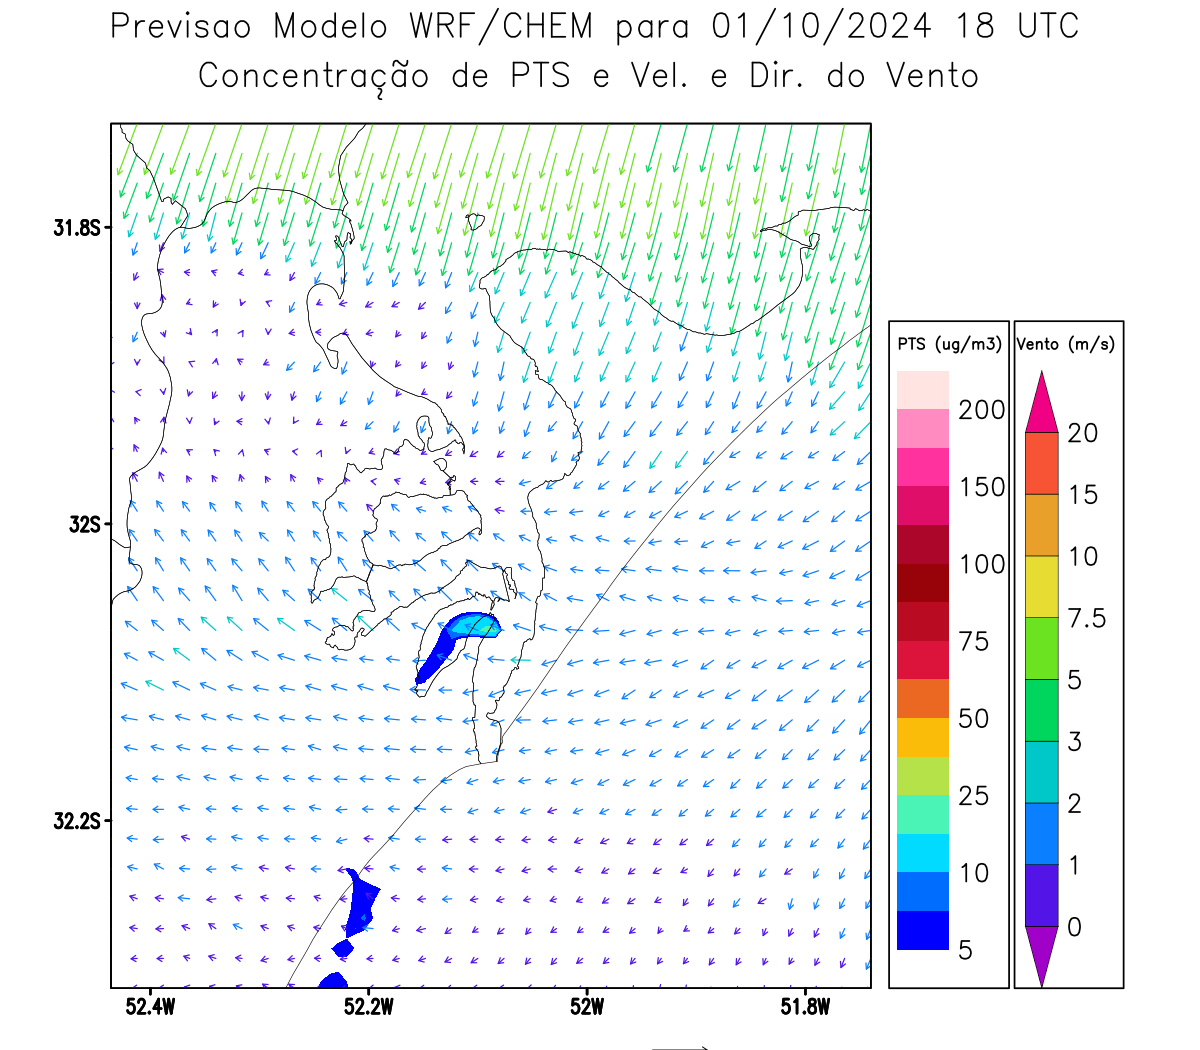 Previsao Modelo WRF/CHEM para 01/10/2024 18 UTC
Concentração de PTS e Vel. e Dir. do Vento
31.8S
32S
32.2S
52.4W 52.2W 52W 51.8W
PTS (ug/m3)
200
150
100
75
50
25
10
5
Vento (m/s)
20
15
10
7.5
5
3
2
1
0